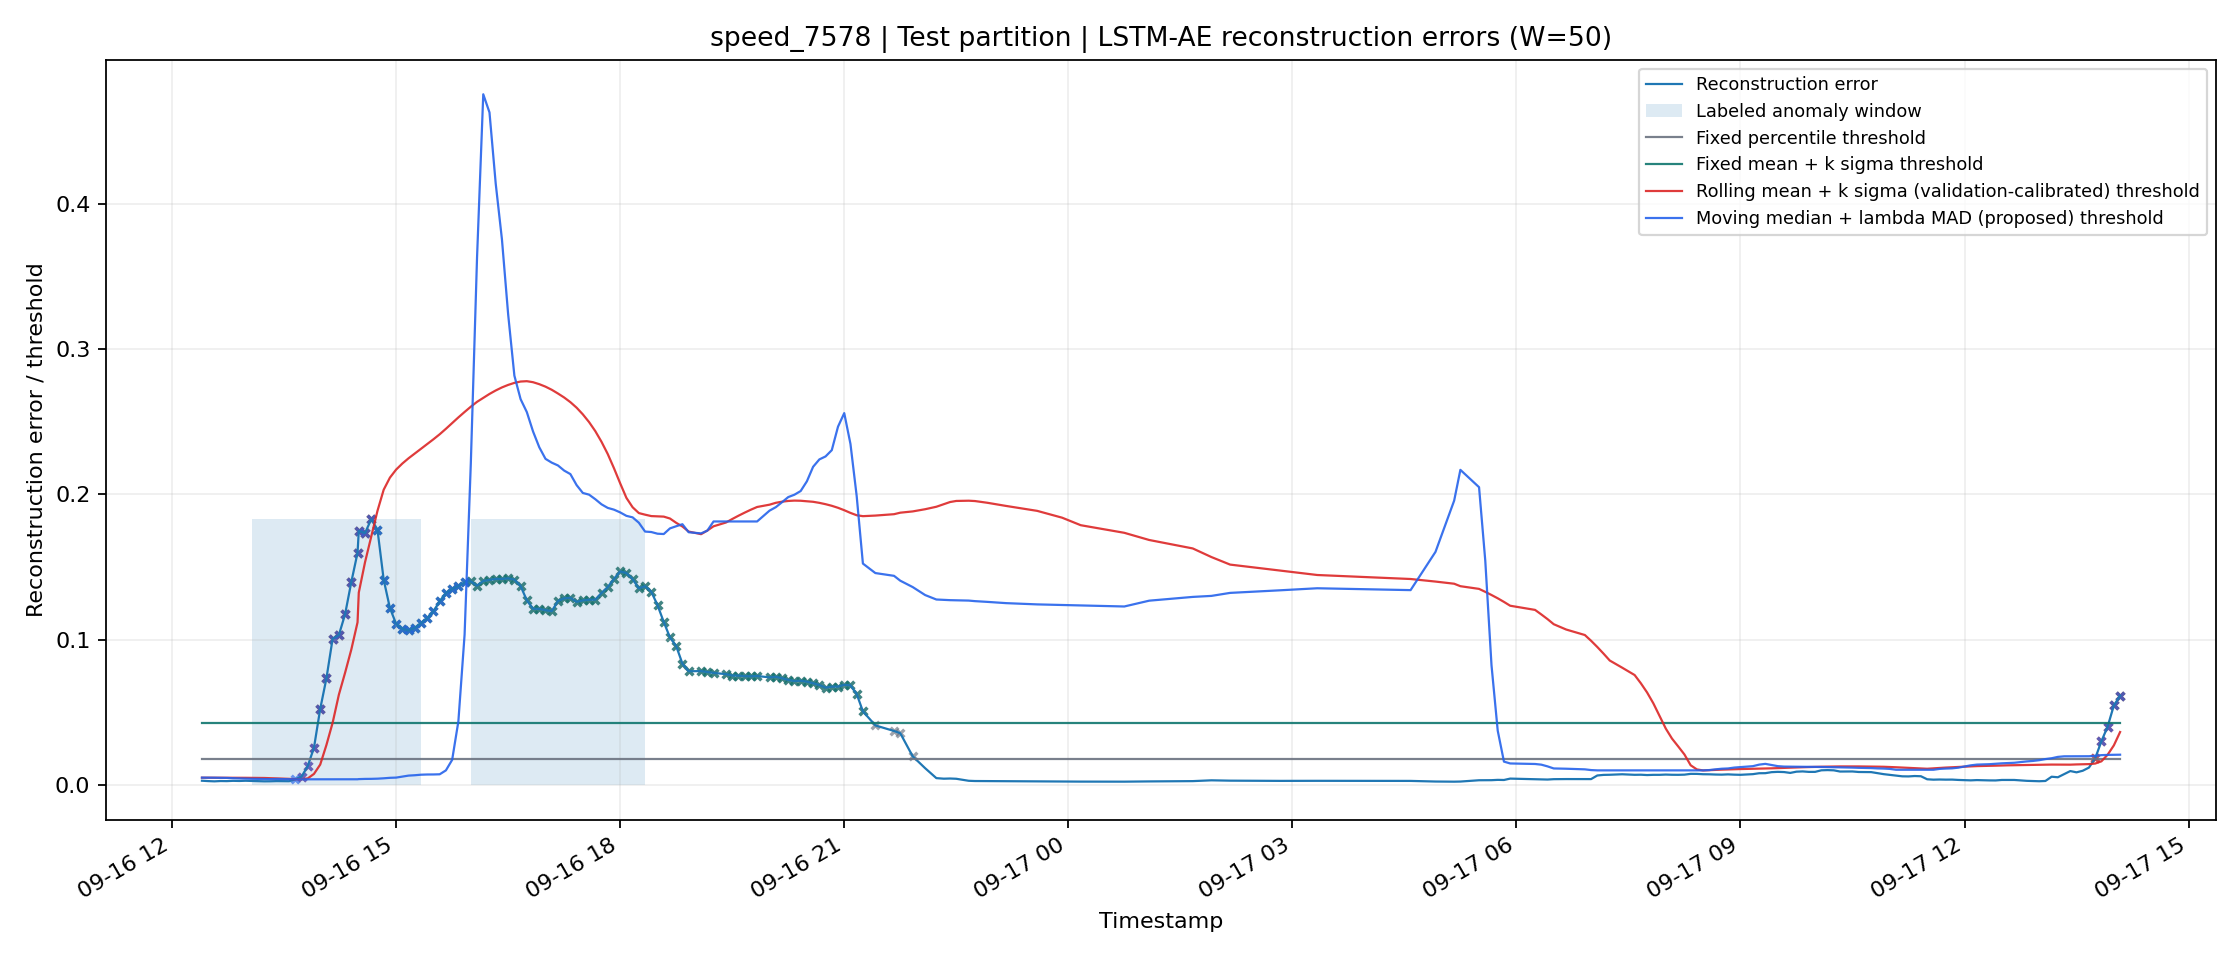 speed_7578 | Test partition | LSTM-AE reconstruction errors (W=50)
Reconstruction error
Labeled anomaly window
Fixed percentile threshold
Fixed mean + k sigma threshold
Rolling mean + k sigma (validation-calibrated) threshold
Moving median + lambda MAD (proposed) threshold
Reconstruction error / threshold
0.4
0.3
0.2
0.1
0.0
09-16 12
09-16 15
09-16 18
09-16 21
09-17 00
09-17 03
09-17 06
09-17 09
09-17 12
09-17 15
Timestamp